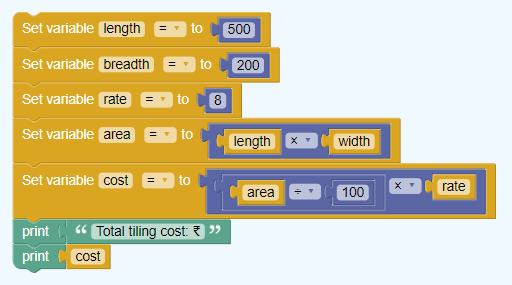 Set variable length = ▾ to 500
Set variable breadth = ▾ to 200
Set variable rate = ▾ to 8
Set variable area = ▾ to length × ▾ width
Set variable cost = ▾ to area ÷ ▾ 100 × ▾ rate
print “ Total tiling cost: ₹ ”
print cost